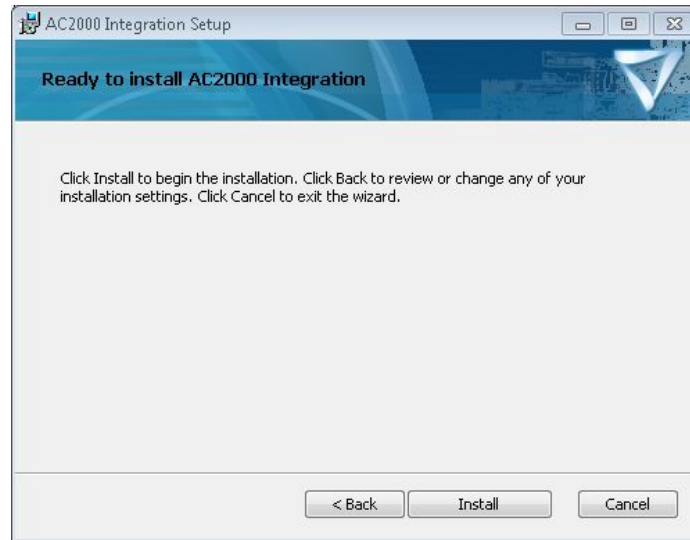 AC2000 Integration Setup
Ready to install AC2000 Integration
Click Install to begin the installation. Click Back to review or change any of your
installation settings. Click Cancel to exit the wizard.
< Back
Install
Cancel